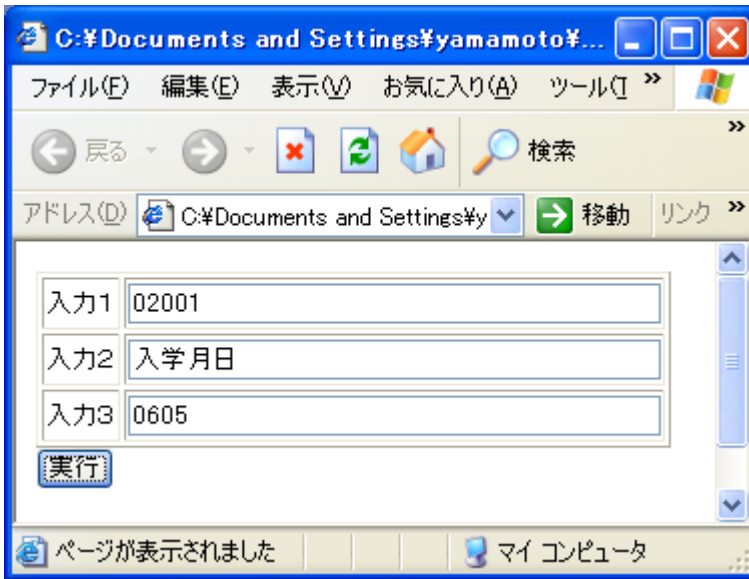 C:¥Documents and Settings¥yamamoto¥...
ファイル(F) 編集(E) 表示(V) お気に入り(A) ツール(T »
戻る 検索 »
アドレス(D) C:¥Documents and Settings¥y 移動 リンク »
入力1 02001
入力2 入学月日
入力3 0605
実行
ページが表示されました マイ コンピュータ